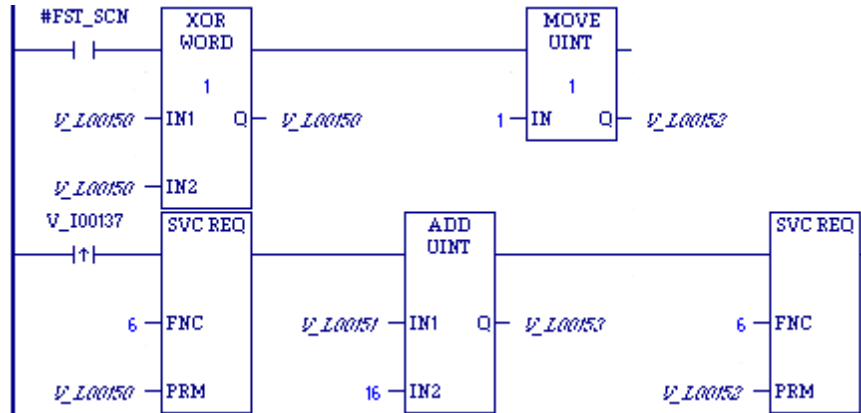 #FST_SCN XOR WORD MOVE UINT
1 1
V_L00150 IN1 Q V_L00150 1 IN Q V_L00152
V_L00150 IN2
V_I00137 SVC REQ ADD UINT SVC REQ
6 FNC V_L00151 IN1 Q V_L00153 6 FNC
V_L00150 PRM 16 IN2 V_L00152 PRM